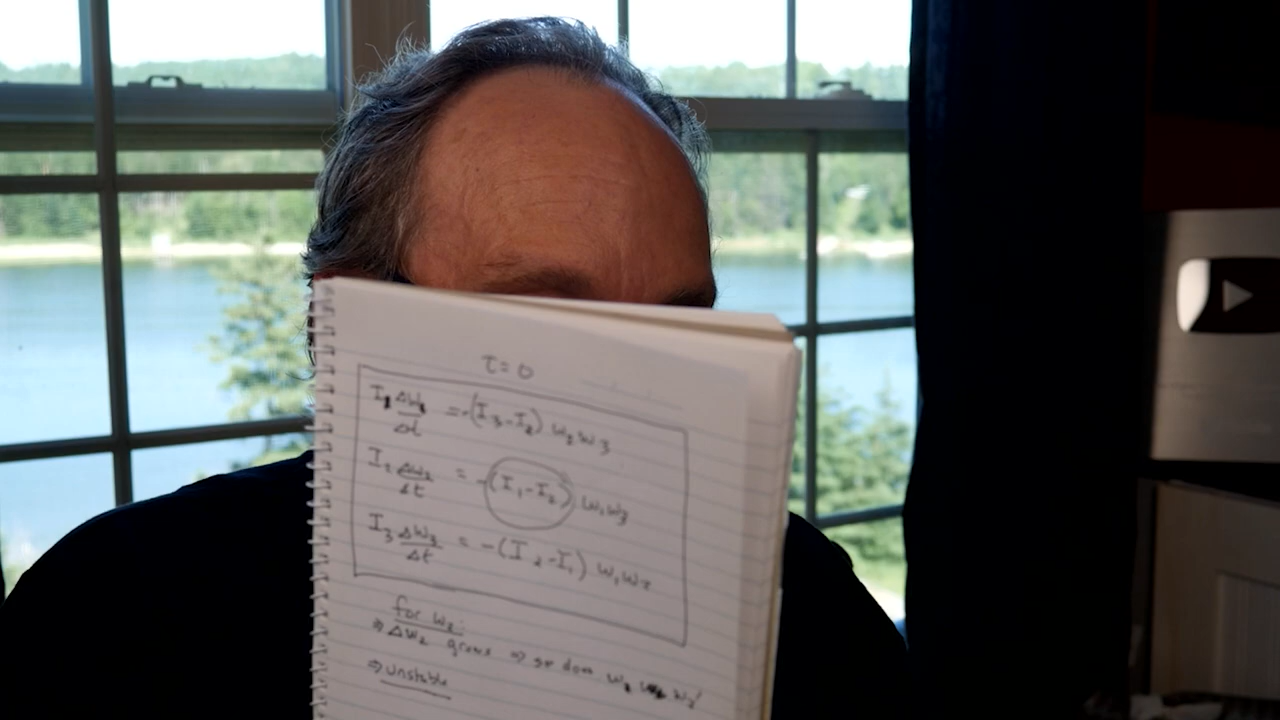 τ = 0
I₁ Δω₁/Δt = -(I₃-I₂) ω₂ω₃
I₂ Δω₂/Δt = -(I₁-I₂) ω₁ω₃
I₃ Δω₃/Δt = -(I₂-I₁) ω₁ω₂
for ω₂:
⇒ Δω₂ grows ⇒ so does
⇒ unstable